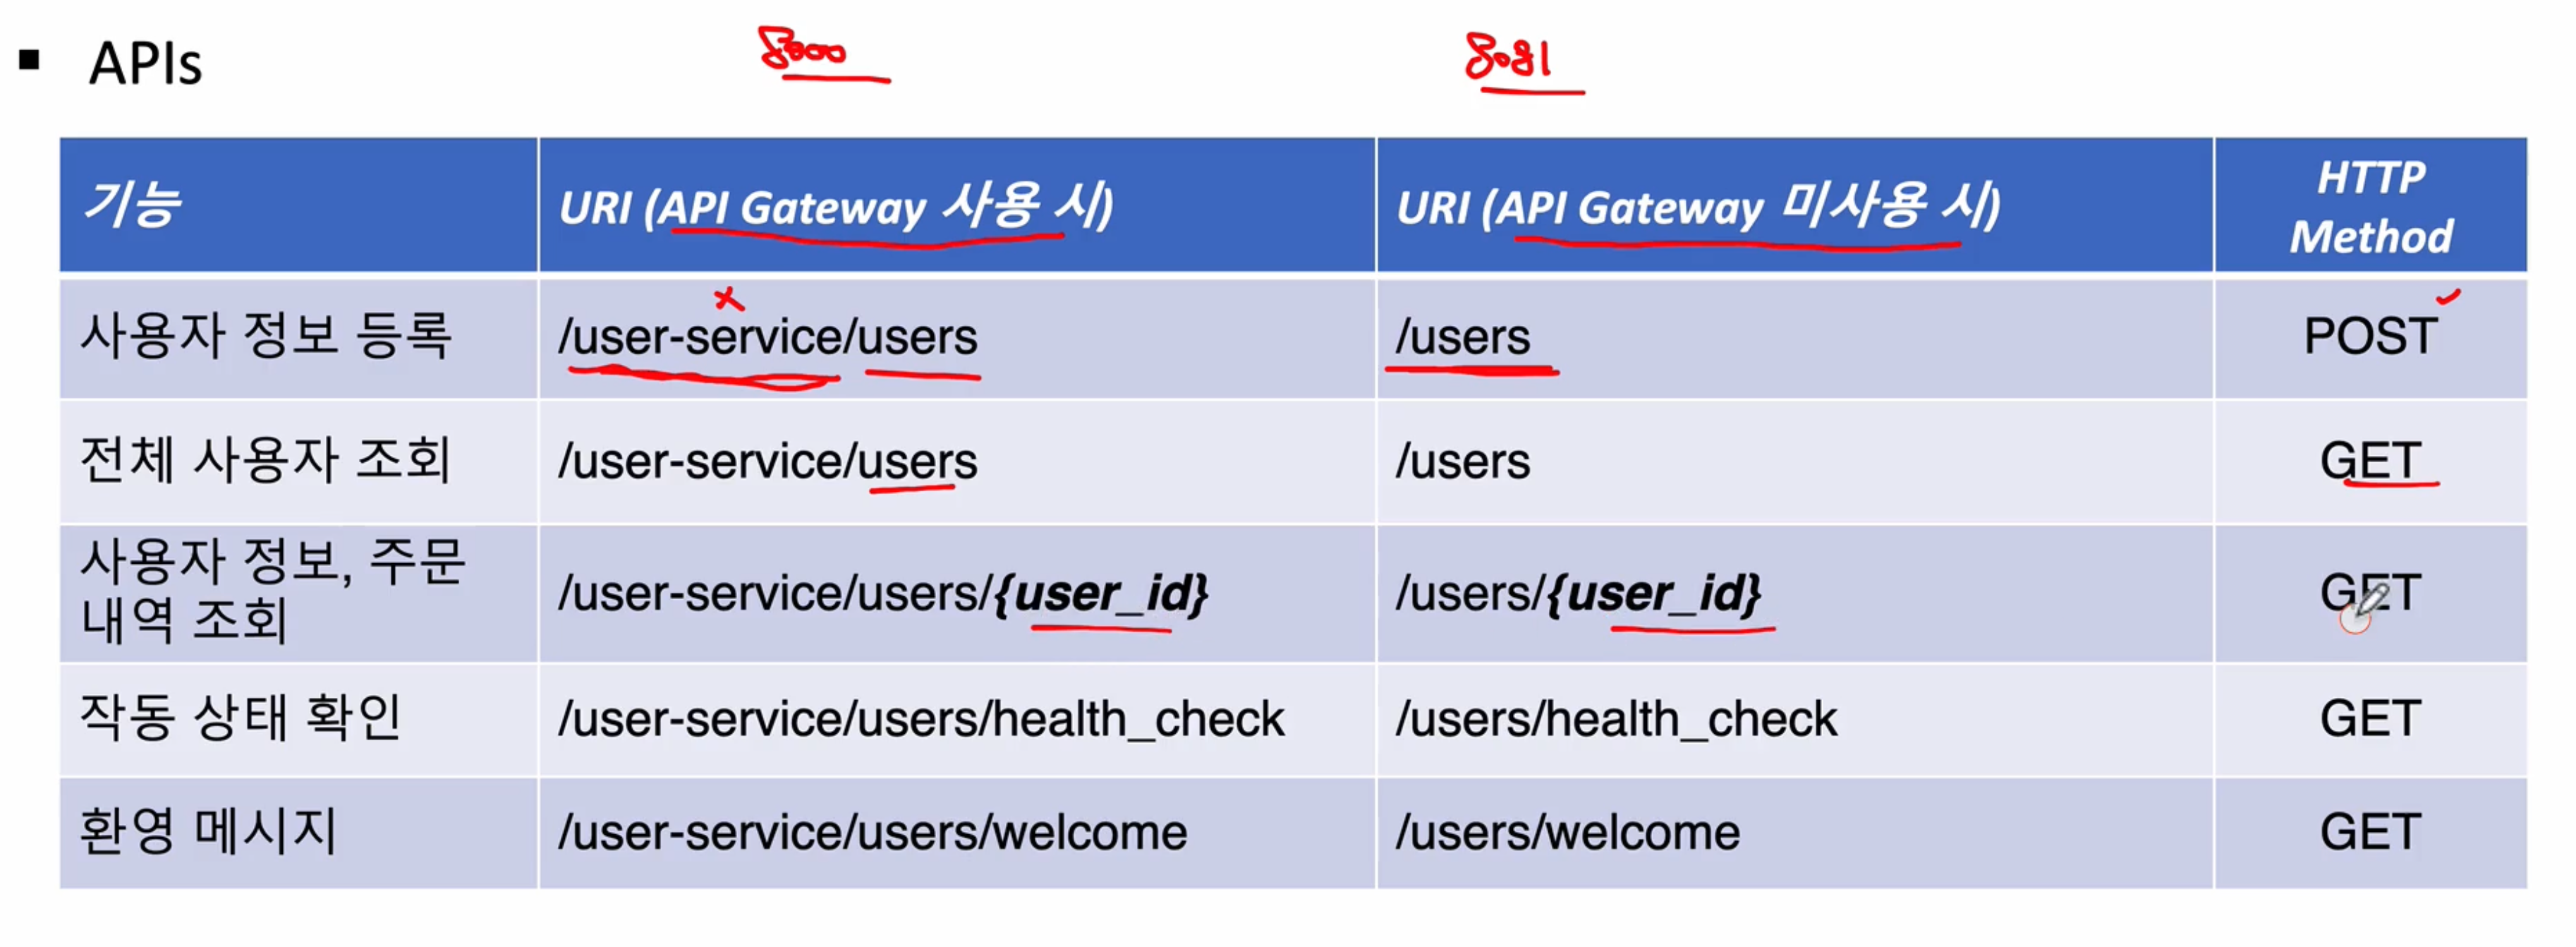 ▪ APIs
8000
8081
기능
URI (API Gateway 사용 시)
URI (API Gateway 미사용 시)
HTTP
Method
사용자 정보 등록
/user-service/users
/users
POST
전체 사용자 조회
/user-service/users
/users
GET
사용자 정보, 주문
내역 조회
/user-service/users/{user_id}
/users/{user_id}
GET
작동 상태 확인
/user-service/users/health_check
/users/health_check
GET
환영 메시지
/user-service/users/welcome
/users/welcome
GET